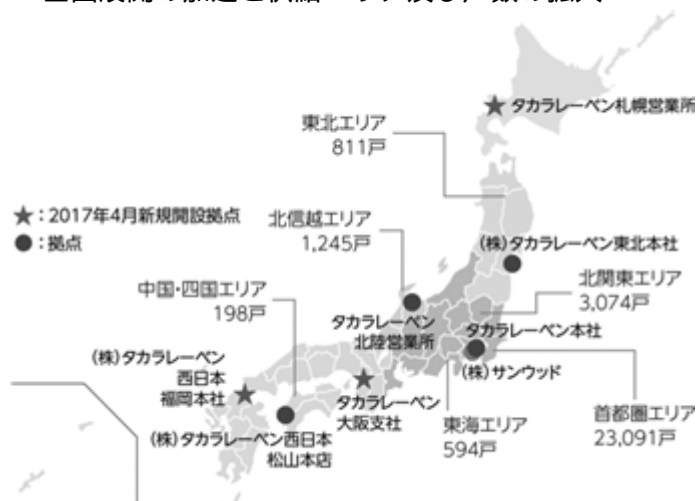 タカラレーベン札幌営業所
東北エリア
811戸
★：2017年4月新規開設拠点
●：拠点
北信越エリア
1,245戸
(株)タカラレーベン東北本社
中国・四国エリア
198戸
北関東エリア
3,074戸
タカラレーベン
北陸営業所
タカラレーベン本社
(株)サンウッド
(株)タカラレーベン
西日本
福岡本社
タカラレーベン
大阪支社
東海エリア
594戸
首都圏エリア
23,091戸
(株)タカラレーベン西日本
松山本店